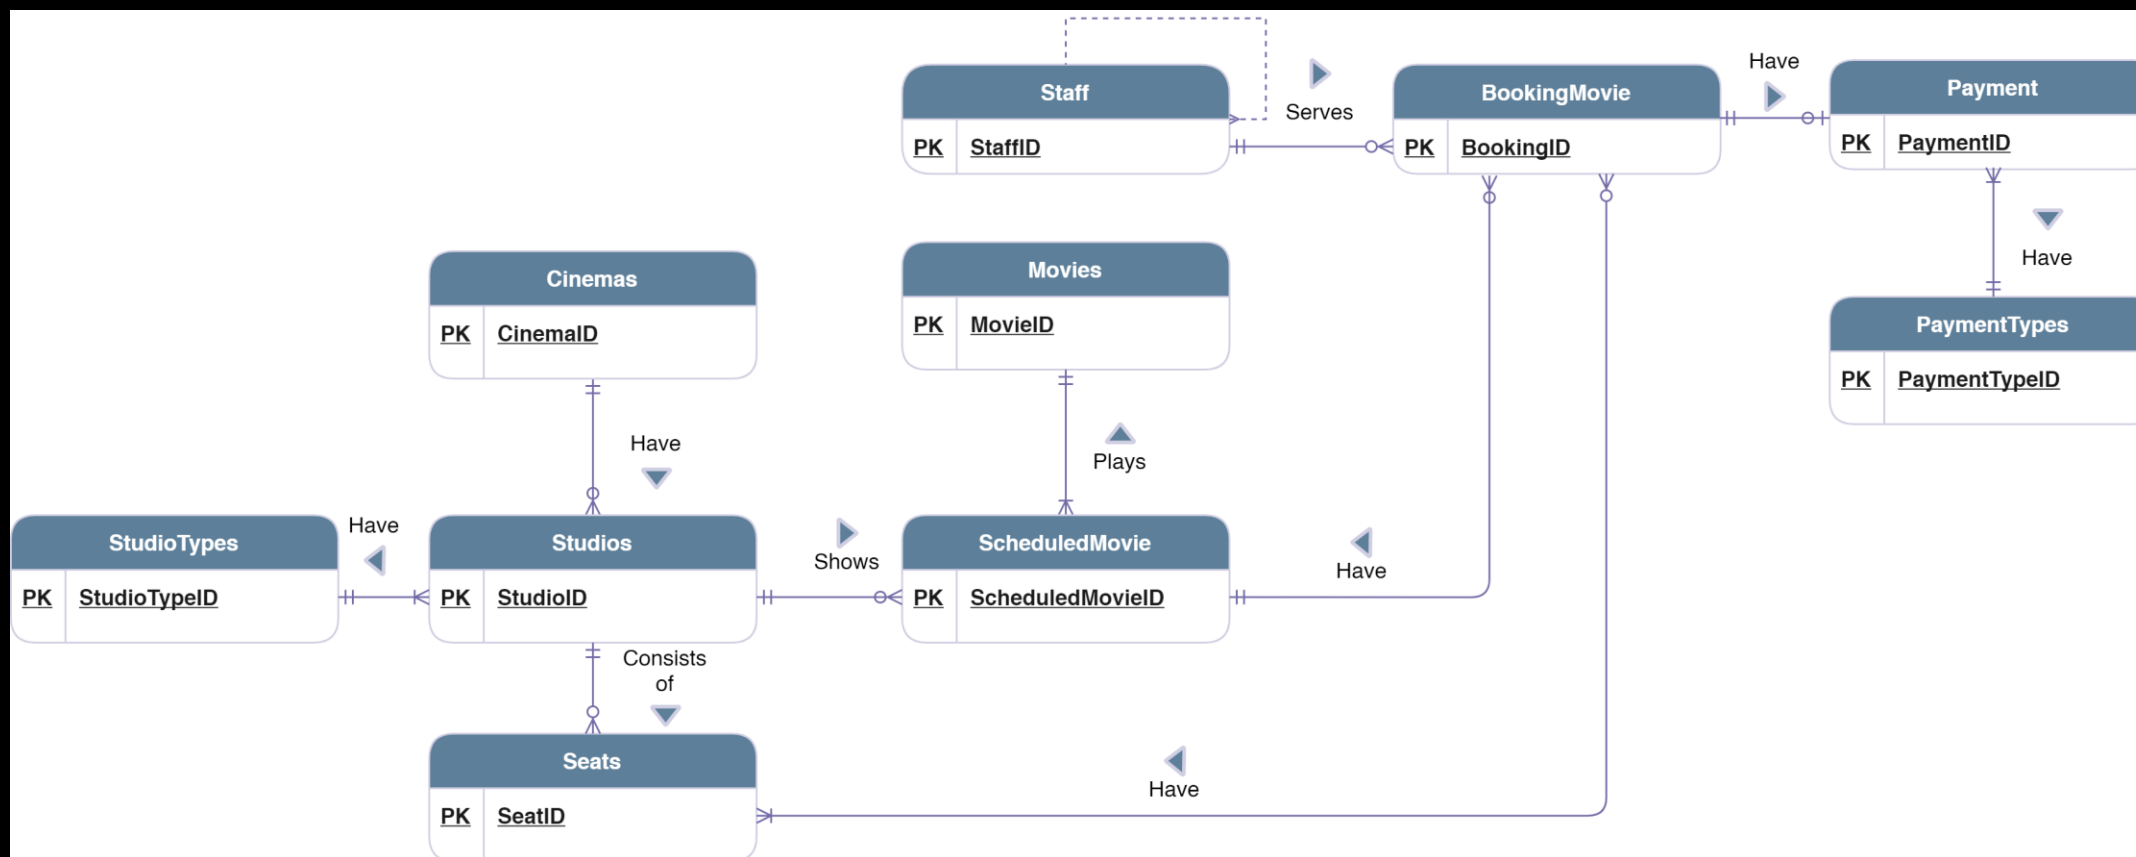 Staff
PK StaffID
Serves
BookingMovie
PK BookingID
Have
Payment
PK PaymentID
Have
PaymentTypes
PK PaymentTypeID
Cinemas
PK CinemaID
Have
Movies
PK MovieID
Plays
StudioTypes
PK StudioTypeID
Have
Studios
PK StudioID
Shows
ScheduledMovie
PK ScheduledMovieID
Have
Consists
of
Seats
PK SeatID
Have